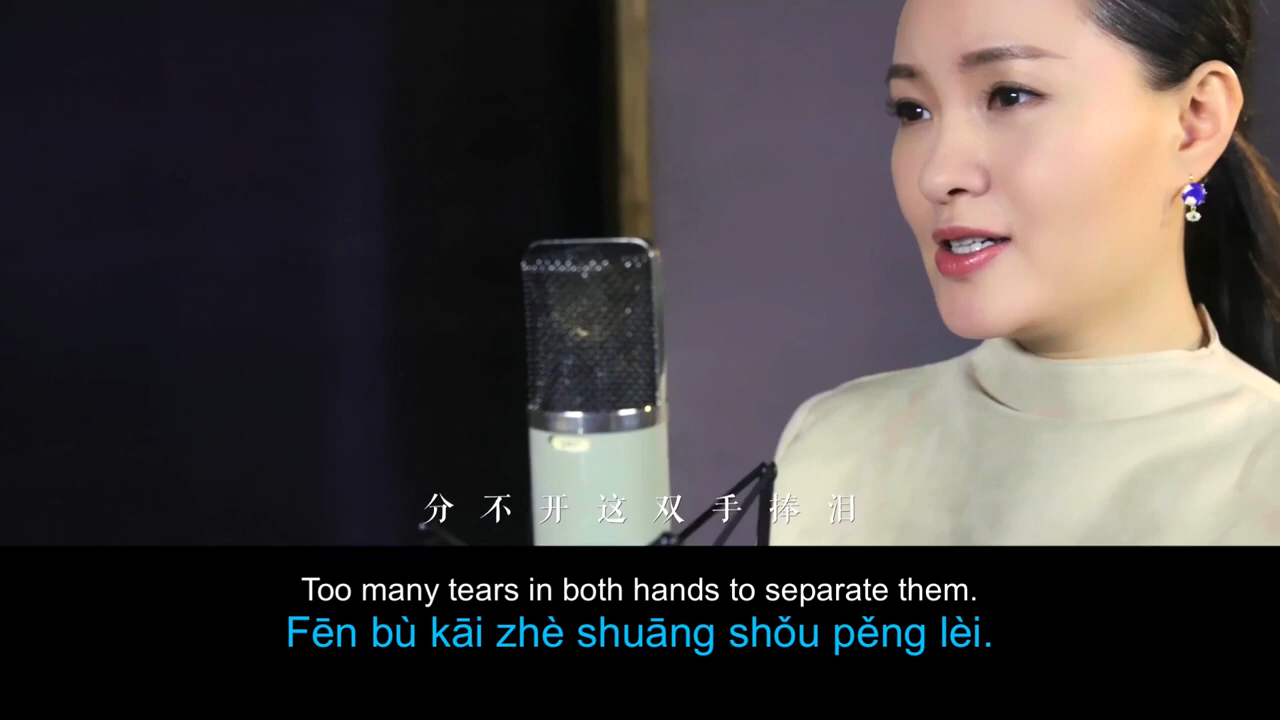 分不开这双手捧泪
Too many tears in both hands to separate them.
Fēn bù kāi zhè shuāng shǒu pěng lèi.